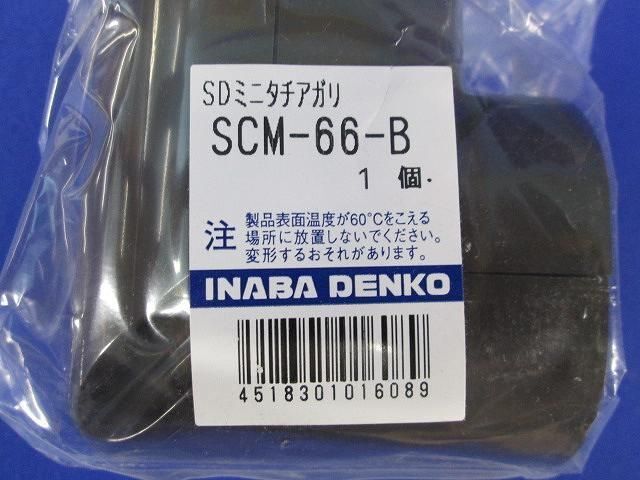 SDミニタチアガリ
SCM-66-B
1 個.
注 製品表面温度が60℃をこえる
場所に放置しないでください。
変形するおそれがあります。
INABA DENKO
4518301016089